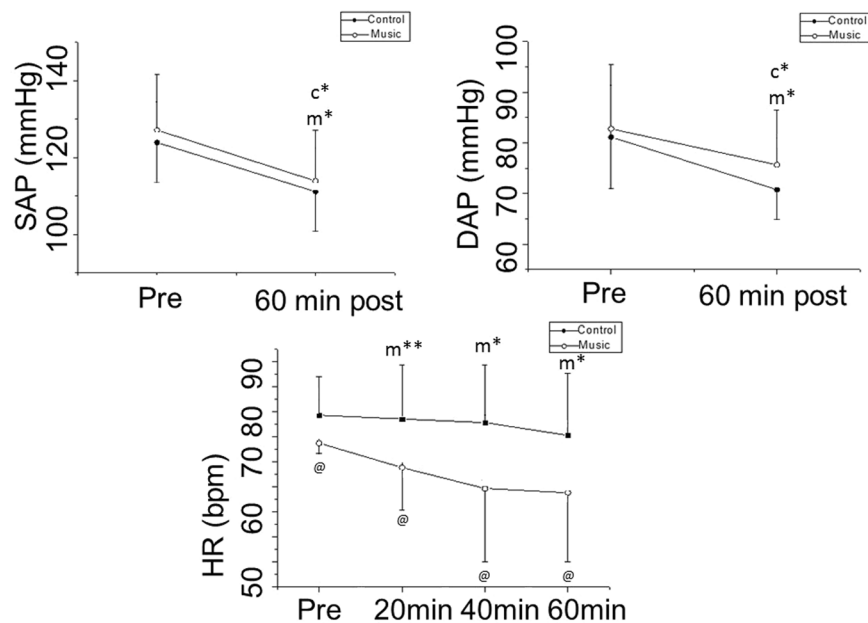 Control
Music
SAP (mmHg)
140
120
100
c*
m*
Pre
60 min post
Control
Music
DAP (mmHg)
100
90
80
70
60
c*
m*
Pre
60 min post
Control
Music
HR (bpm)
90
80
70
60
50
m**
m*
m*
@
@
@
@
Pre
20min
40min
60min